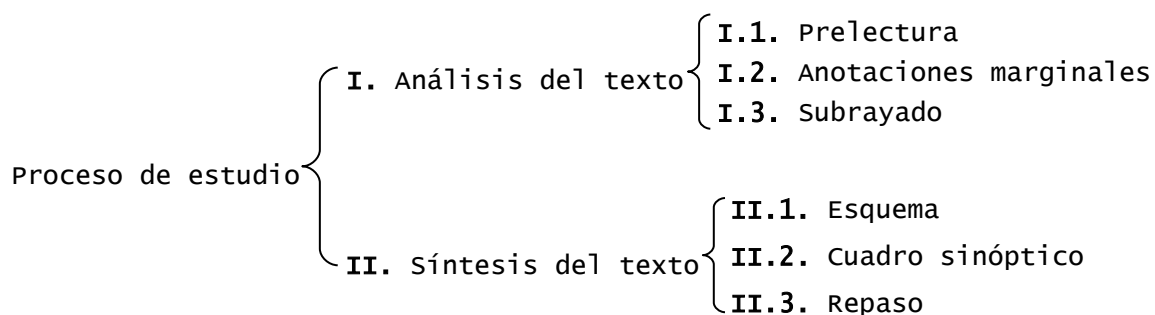 Proceso de estudio
I. Análisis del texto
I.1. Prelectura
I.2. Anotaciones marginales
I.3. Subrayado
II. Síntesis del texto
II.1. Esquema
II.2. Cuadro sinóptico
II.3. Repaso